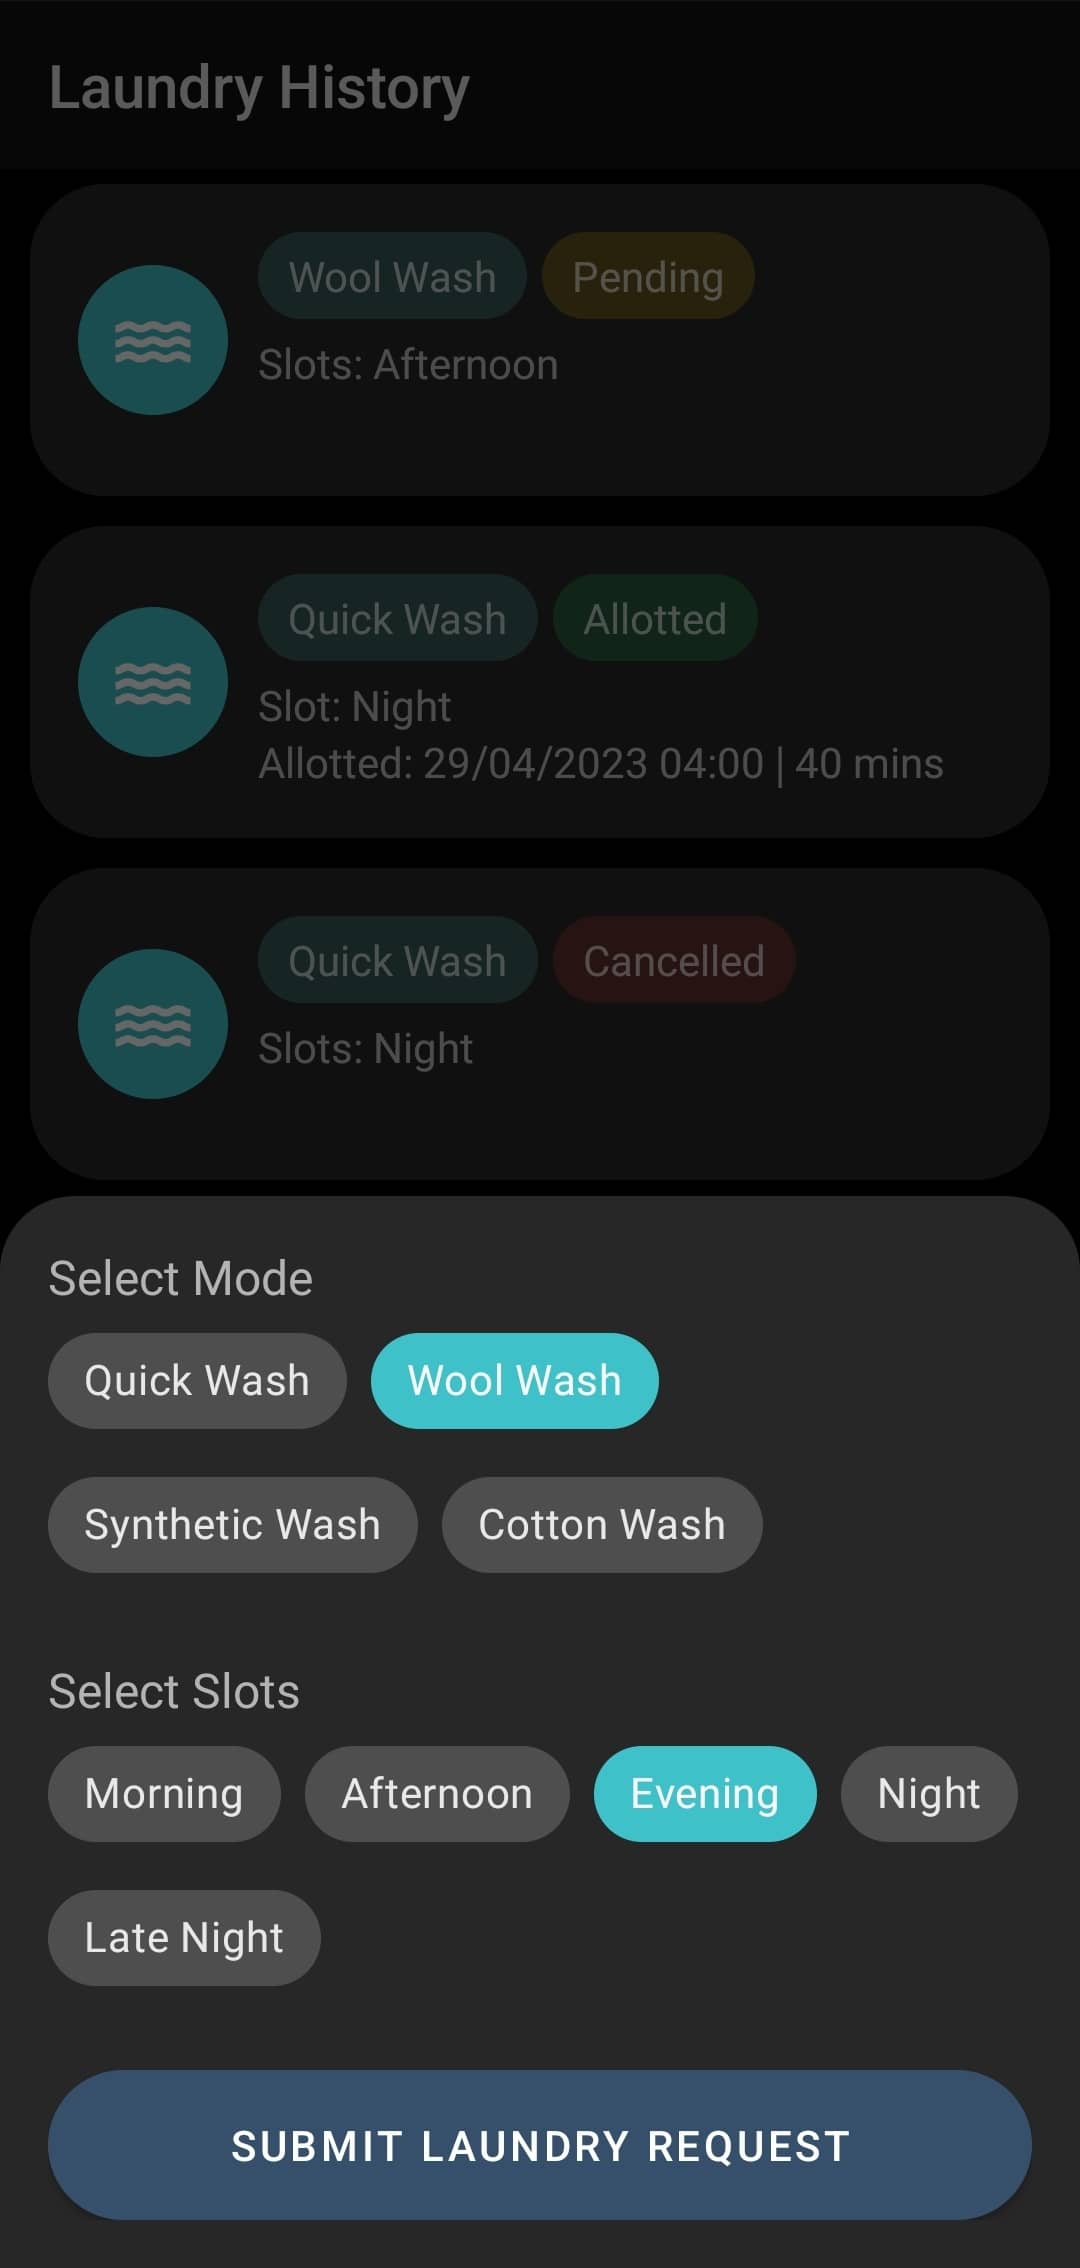 Laundry History
Wool Wash Pending
Slots: Afternoon
Quick Wash Allotted
Slot: Night
Allotted: 29/04/2023 04:00 | 40 mins
Quick Wash Cancelled
Slots: Night
Select Mode
Quick Wash Wool Wash
Synthetic Wash Cotton Wash
Select Slots
Morning Afternoon Evening Night
Late Night
SUBMIT LAUNDRY REQUEST